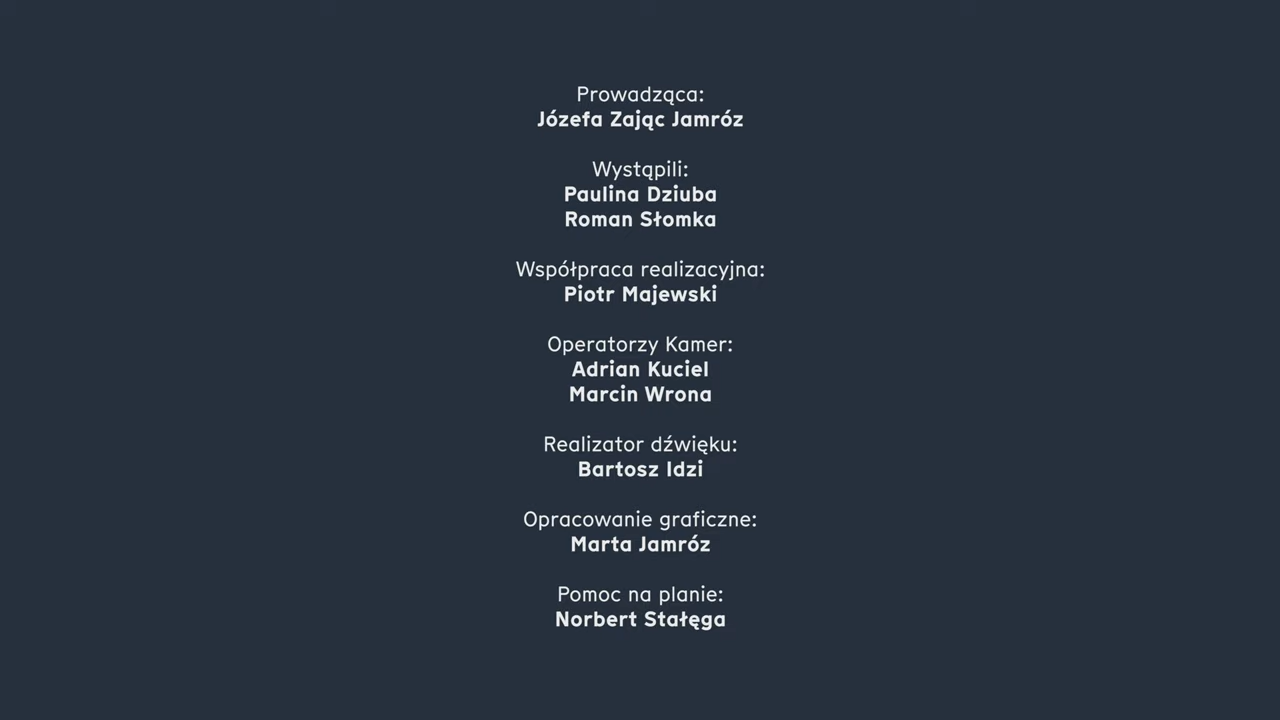 Prowadząca:
Józefa Zając Jamróz
Wystąpili:
Paulina Dziuba
Roman Słomka
Współpraca realizacyjna:
Piotr Majewski
Operatorzy Kamer:
Adrian Kuciel
Marcin Wrona
Realizator dźwięku:
Bartosz Idzi
Opracowanie graficzne:
Marta Jamróz
Pomoc na planie:
Norbert Stałęga